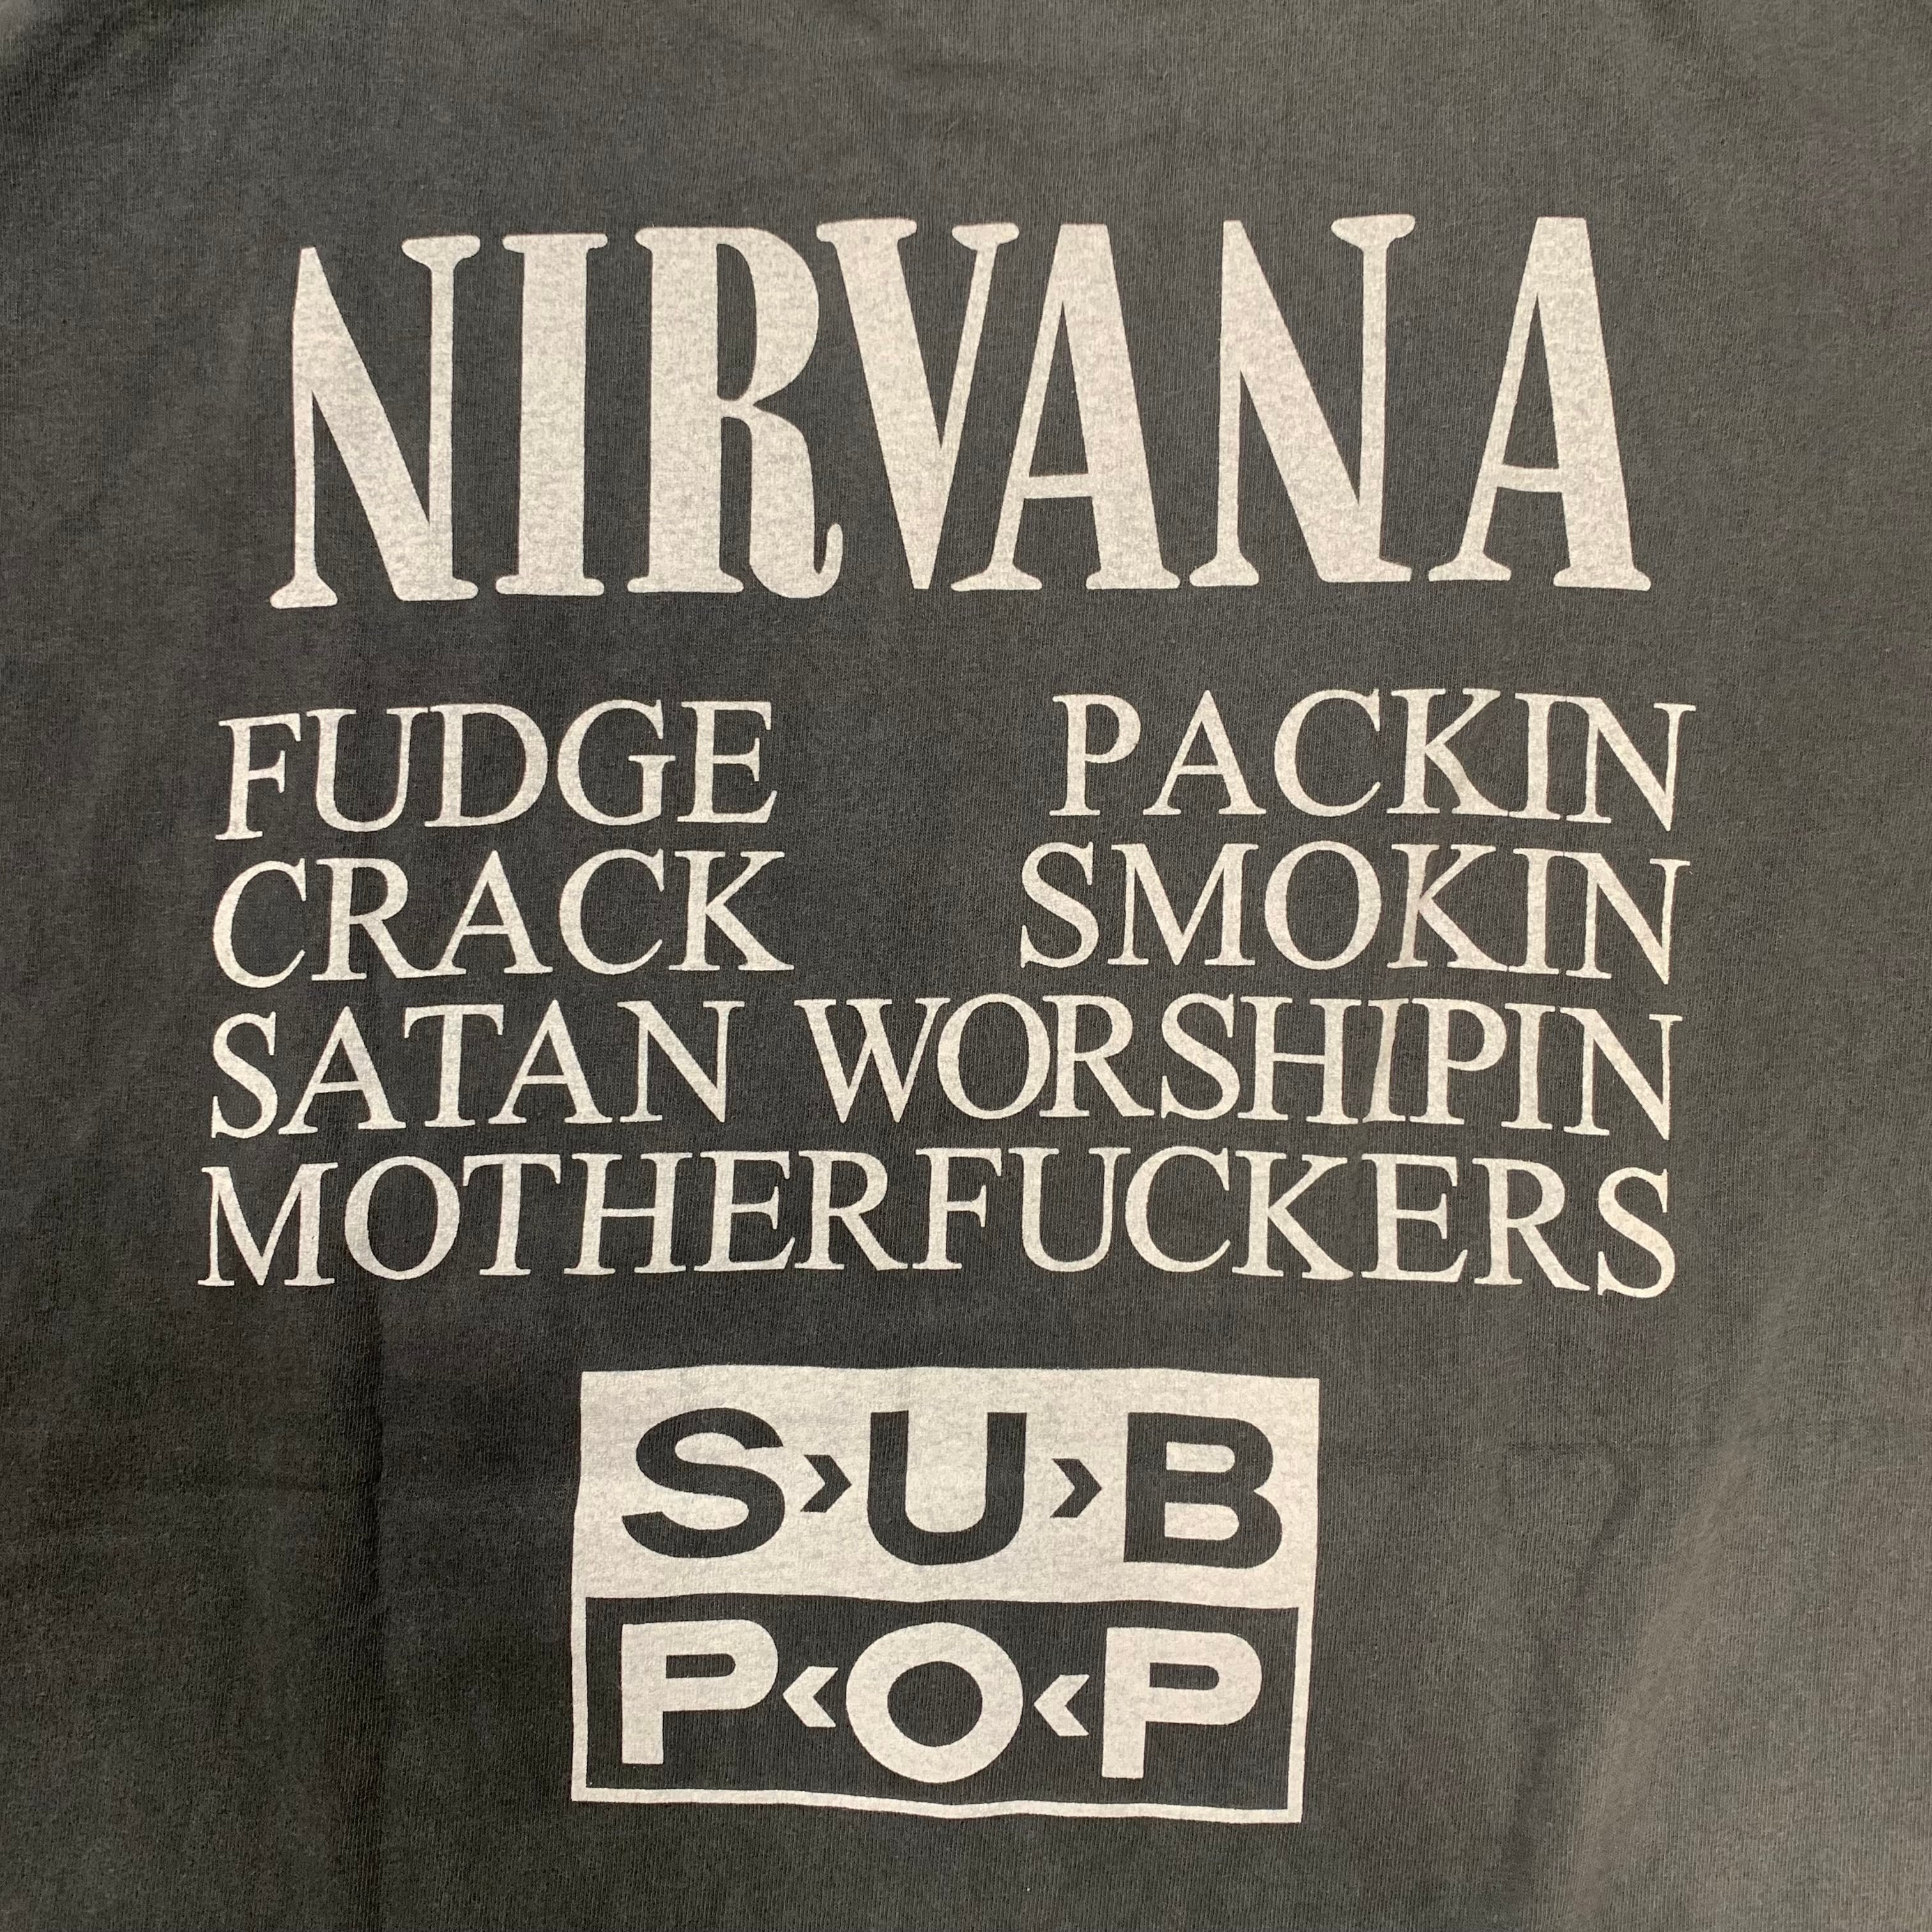 NIRVANA
FUDGE PACKIN
CRACK SMOKIN
SATAN WORSHIPIN
MOTHERFUCKERS
S›U›B
P‹O‹P